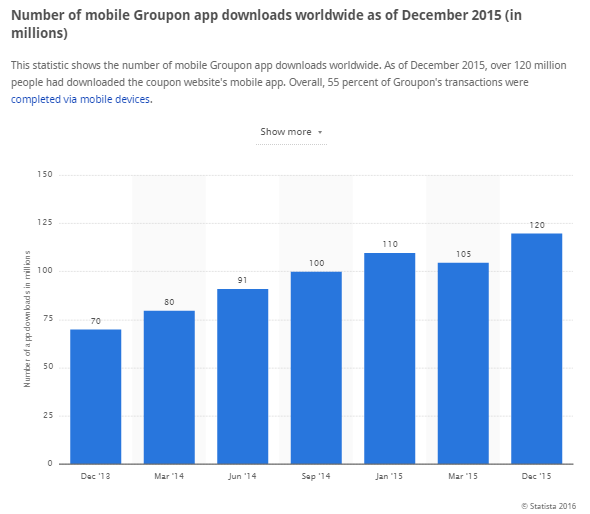 Number of mobile Groupon app downloads worldwide as of December 2015 (in
millions)
This statistic shows the number of mobile Groupon app downloads worldwide. As of December 2015, over 120 million
people had downloaded the coupon website's mobile app. Overall, 55 percent of Groupon's transactions were
completed via mobile devices.
Show more
Number of app downloads in millions
150
125
100
75
50
25
0
70
80
91
100
110
105
120
Dec '13
Mar '14
Jun '14
Sep '14
Jan '15
Mar '15
Dec '15
© Statista 2016